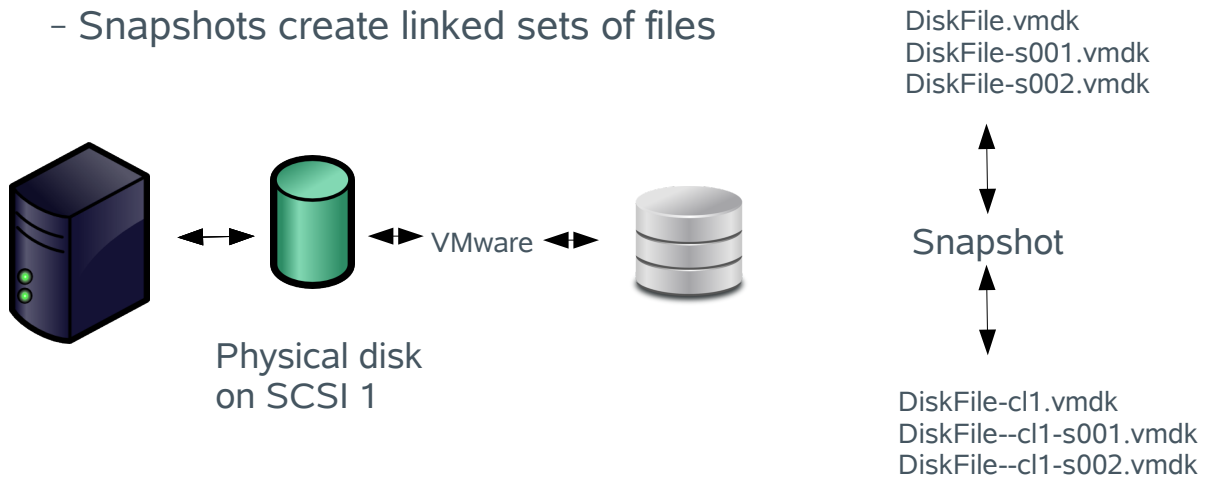 - Snapshots create linked sets of files
DiskFile.vmdk
DiskFile-s001.vmdk
DiskFile-s002.vmdk
VMware
Snapshot
Physical disk
on SCSI 1
DiskFile-cl1.vmdk
DiskFile--cl1-s001.vmdk
DiskFile--cl1-s002.vmdk